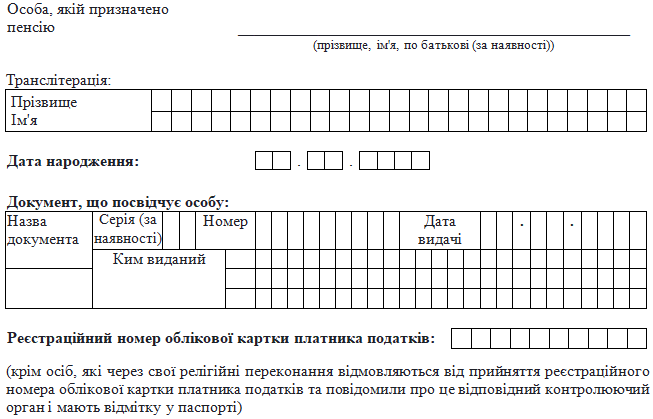 Особа, якій призначено
пенсію
(прізвище, ім'я, по батькові (за наявності))
Транслітерація:
Прізвище
Ім'я
Дата народження: . .
Документ, що посвідчує особу:
Назва документа
Серія (за наявності)
Номер
Дата видачі
. .
Ким виданий
Реєстраційний номер облікової картки платника податків:
(крім осіб, які через свої релігійні переконання відмовляються від прийняття реєстраційного
номера облікової картки платника податків та повідомили про це відповідний контролюючий
орган і мають відмітку у паспорті)